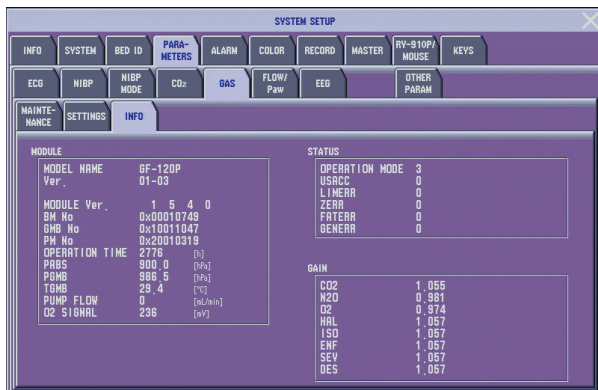 SYSTEM SETUP
INFO SYSTEM BED ID PARA- METERS ALARM COLOR RECORD MASTER RY-910P/ MOUSE KEYS
ECG NIBP NIBP MODE CO2 GAS FLOW/ Paw EEG OTHER PARAM
MAINTE- NANCE SETTINGS INFO
MODULE
MODEL NAME GF-120P
Ver. 01-03
MODULE Ver. 1 5 4 0
BM No 0x00010749
GMB No 0x10011047
PM No 0x20010319
OPERATION TIME 2776 [h]
PABS 900.0 [hPa]
PGMB 986.5 [hPa]
TGMB 29.4 [°C]
PUMP FLOW 0 [mL/min]
O2 SIGNAL 236 [mV]
STATUS
OPERATION MODE 3
USACC 0
LIMERR 0
ZERR 0
FATERR 0
GENERR 0
GAIN
CO2 1.055
N2O 0.981
O2 0.974
HAL 1.057
ISO 1.057
ENF 1.057
SEV 1.057
DES 1.057